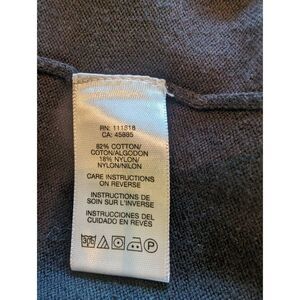 RN: 111818
CA: 45895
82% COTTON/
COTON/ALGODON
18% NYLON/
NYLON/NILON
CARE INSTRUCTIONS
ON REVERSE
INSTRUCTIONS DE
SOIN SUR L'INVERSE
INSTRUCCIONES DEL
CUIDADO EN REVES
P